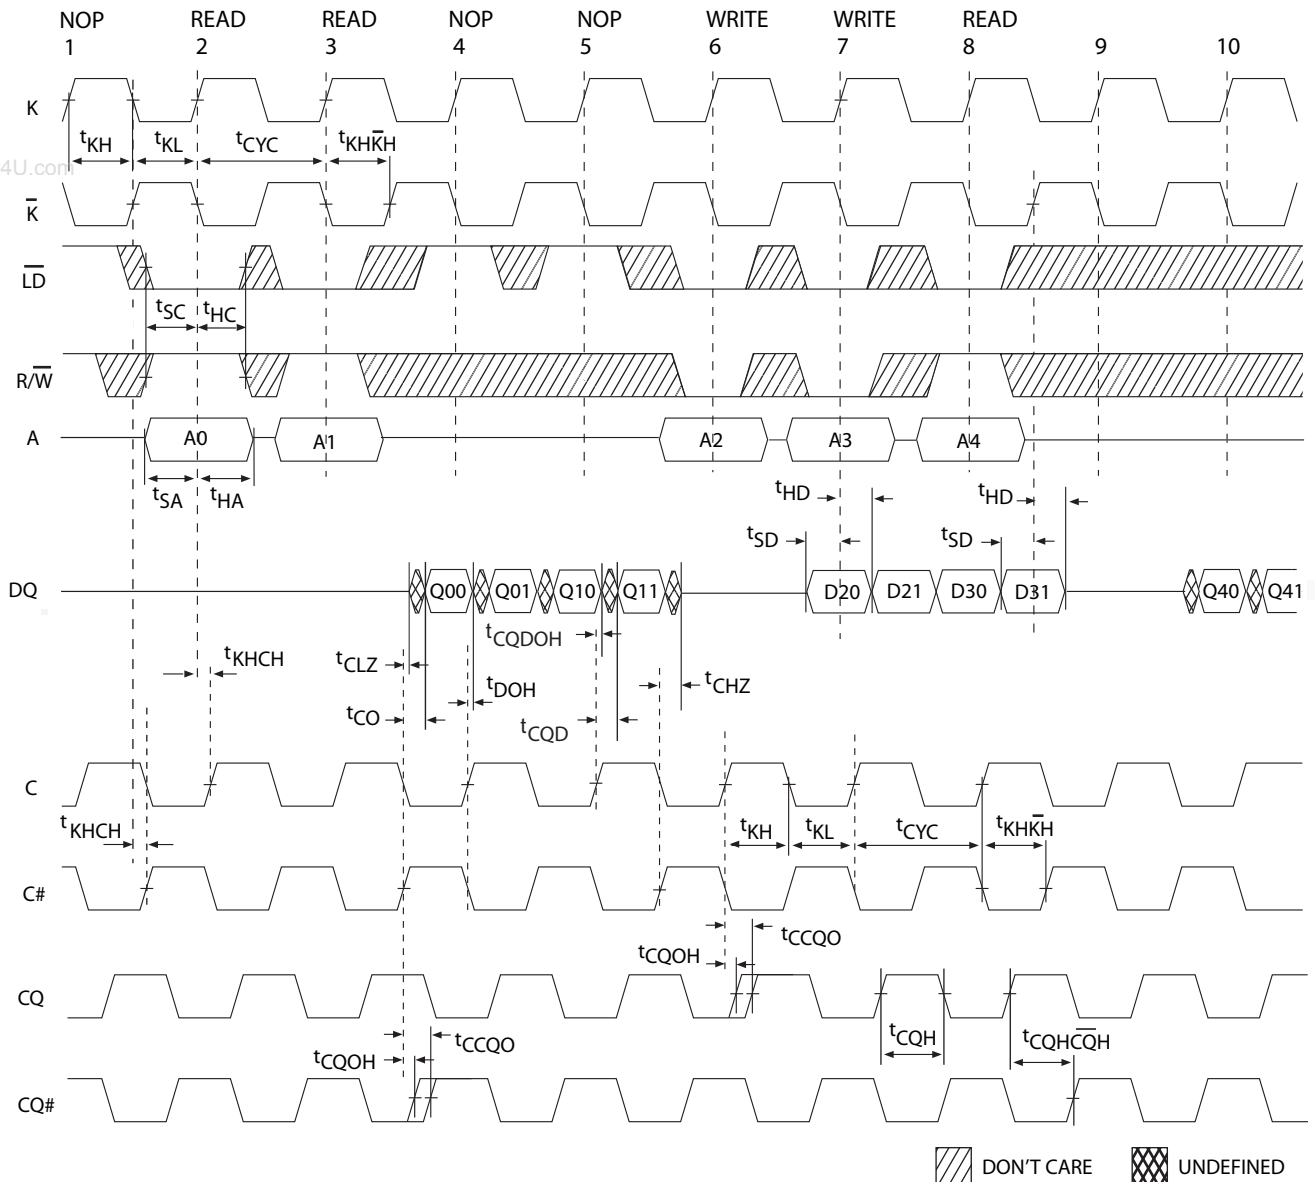 NOP READ READ NOP NOP WRITE WRITE READ
1 2 3 4 5 6 7 8 9 10
K
tKH tKL tCYC tKHK̅H
4U.com
K̅
L̅D̅
tSC tHC
R/W̅
A A0 A1 A2 A3 A4
tSA tHA tHD tHD
tSD tSD
DQ Q00 Q01 Q10 Q11 D20 D21 D30 D31 Q40 Q41
tCQDOH
tKHCH tCLZ tDOH tCHZ
tCO tCQD
C
tKHCH tKH tKL tCYC tKHK̅H
C#
tCCQO
tCQOH
CQ
tCCQO tCQH tCQHC̅Q̅H
tCQOH
CQ#
DON'T CARE UNDEFINED